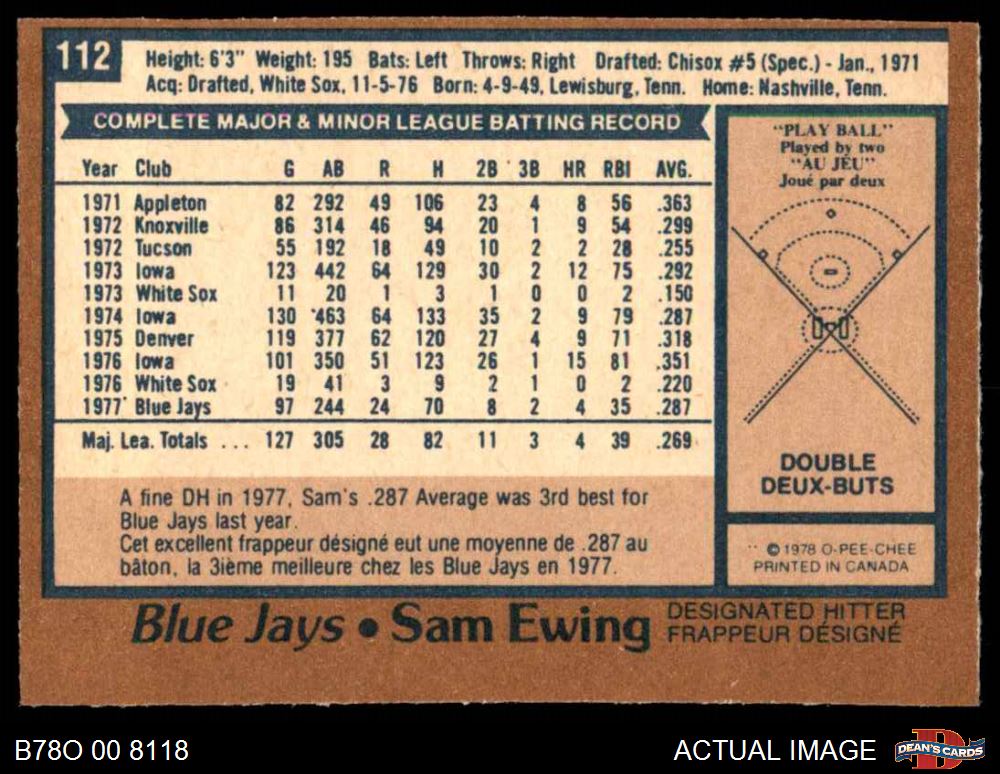 112
Height: 6'3" Weight: 195 Bats: Left Throws: Right Drafted: Chisox #5 (Spec.) - Jan., 1971
Acq: Drafted, White Sox, 11-5-76 Born: 4-9-49, Lewisburg, Tenn. Home: Nashville, Tenn.
COMPLETE MAJOR & MINOR LEAGUE BATTING RECORD
Year Club G AB R H 2B 3B HR RBI AVG.
1971 Appleton 82 292 49 106 23 4 8 56 .363
1972 Knoxville 86 314 46 94 20 1 9 54 .299
1972 Tucson 55 192 18 49 10 2 2 28 .255
1973 Iowa 123 442 64 129 30 2 12 75 .292
1973 White Sox 11 20 1 3 1 0 0 2 .150
1974 Iowa 130 463 64 133 35 2 9 79 .287
1975 Denver 119 377 62 120 27 4 9 71 .318
1976 Iowa 101 350 51 123 26 1 15 81 .351
1976 White Sox 19 41 3 9 2 1 0 2 .220
1977 Blue Jays 97 244 24 70 8 2 4 35 .287
Maj. Lea. Totals ... 127 305 28 82 11 3 4 39 .269
A fine DH in 1977, Sam's .287 Average was 3rd best for
Blue Jays last year.
Cet excellent frappeur désigné eut une moyenne de .287 au
bâton, la 3ième meilleure chez les Blue Jays en 1977.
"PLAY BALL"
Played by two
"AU JEU"
Joué par deux
DOUBLE
DEUX-BUTS
© 1978 O-PEE-CHEE
PRINTED IN CANADA
Blue Jays • Sam Ewing
DESIGNATED HITTER
FRAPPEUR DÉSIGNÉ
B78O 00 8118
ACTUAL IMAGE
DEAN'S CARDS